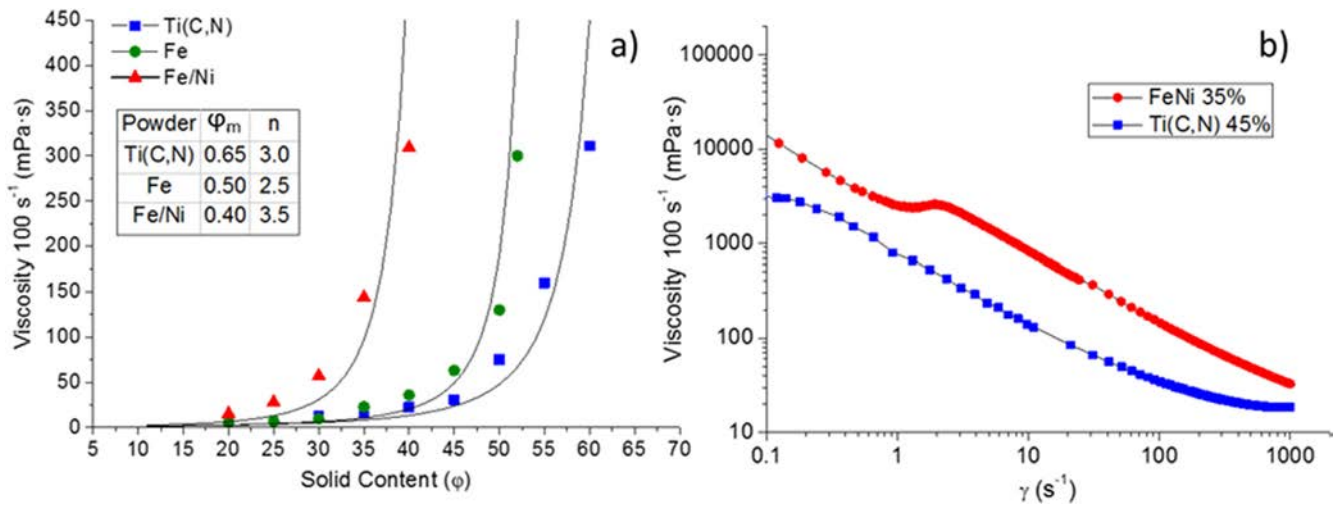 a)
Viscosity 100 s⁻¹ (mPa·s)
450
400
350
300
250
200
150
100
50
0
Ti(C,N)
Fe
Fe/Ni
Powder φm n
Ti(C,N) 0.65 3.0
Fe 0.50 2.5
Fe/Ni 0.40 3.5
5 10 15 20 25 30 35 40 45 50 55 60 65 70
Solid Content (φ)
b)
Viscosity 100 s⁻¹ (mPa·s)
100000
10000
1000
100
10
FeNi 35%
Ti(C,N) 45%
0.1 1 10 100 1000
γ (s⁻¹)